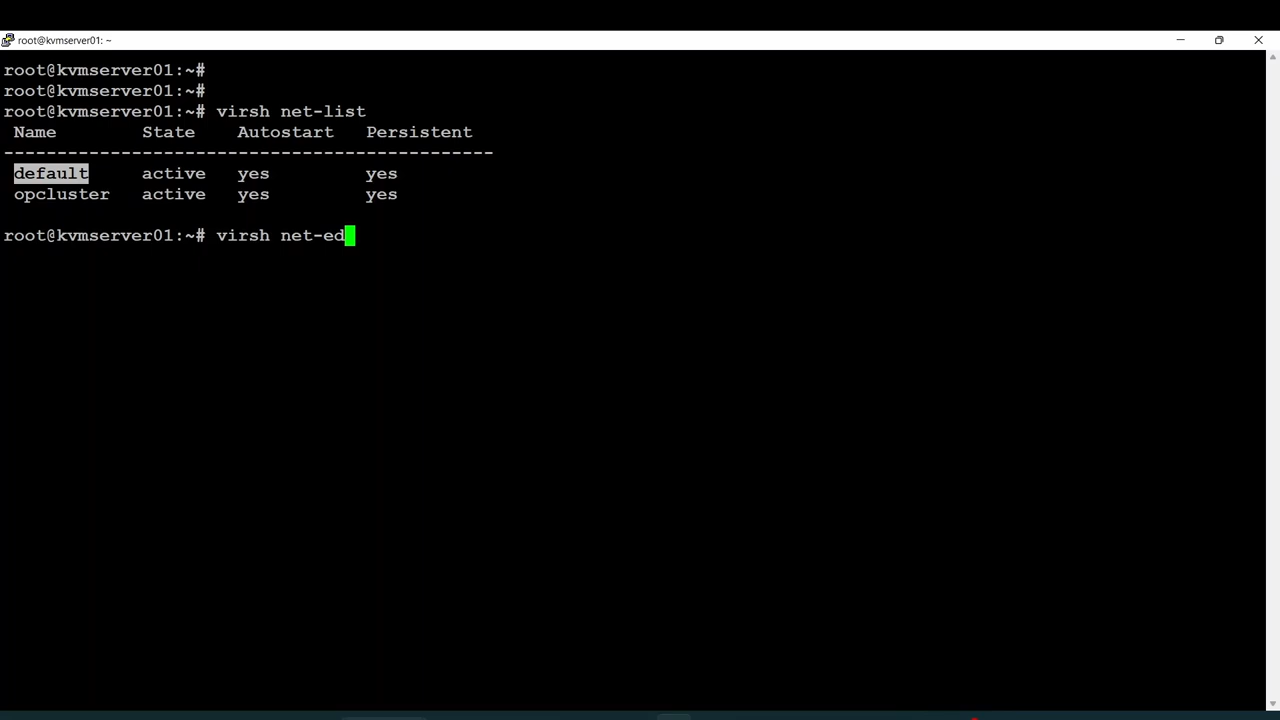 root@kvmserver01: ~
root@kvmserver01:~#
root@kvmserver01:~#
root@kvmserver01:~# virsh net-list
Name State Autostart Persistent
----------------------------------------------
default active yes yes
opcluster active yes yes
root@kvmserver01:~# virsh net-ed